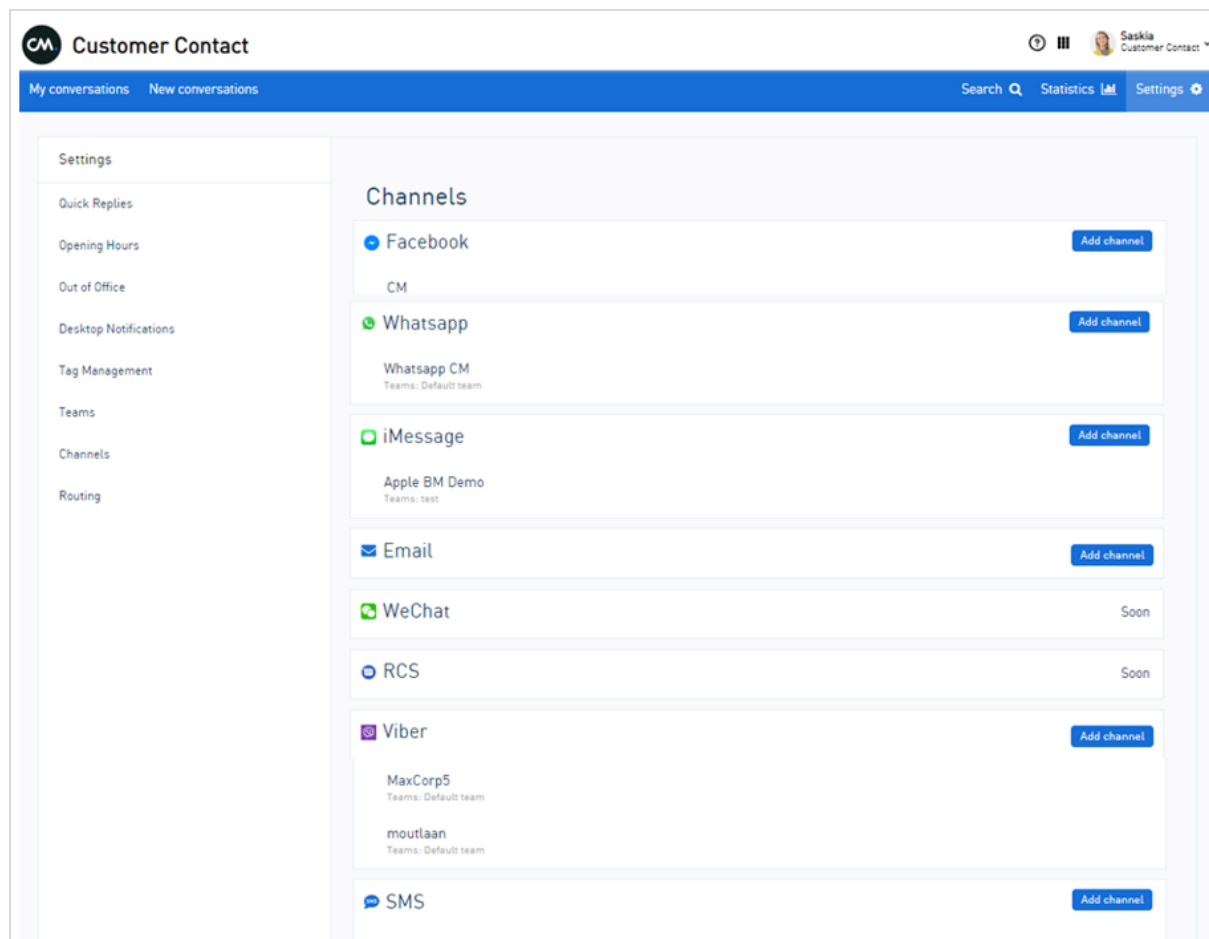 CM. Customer Contact
Saskia
Customer Contact
My conversations New conversations Search Statistics Settings
Settings
Quick Replies
Opening Hours
Out of Office
Desktop Notifications
Tag Management
Teams
Channels
Routing
Channels
Facebook Add channel
CM
Whatsapp Add channel
Whatsapp CM
Teams: Default team
iMessage Add channel
Apple BM Demo
Teams: test
Email Add channel
WeChat Soon
RCS Soon
Viber Add channel
MaxCorp5
Teams: Default team
moutlaan
Teams: Default team
SMS Add channel